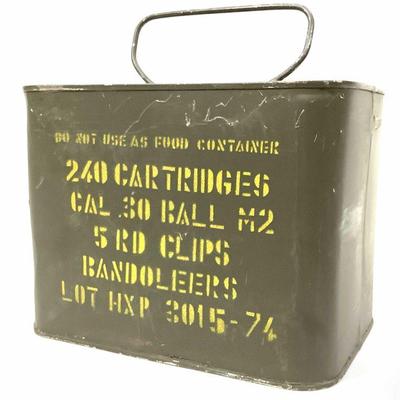 DO NOT USE AS FOOD CONTAINER
240 CARTRIDGES
CAL .30 BALL M2
5 RD CLIPS
BANDOLEERS
LOT HXP 3015-74